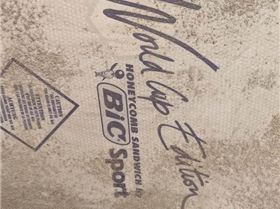 World Cup Edition
HONEYCOMB SANDWICH by
BiC Sport